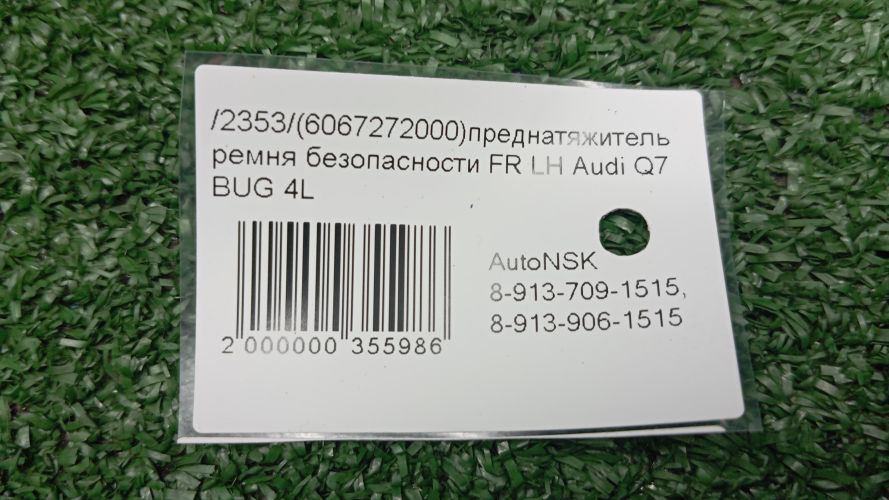 /2353/(6067272000)преднатяжитель
ремня безопасности FR LH Audi Q7
BUG 4L
AutoNSK
8-913-709-1515,
8-913-906-1515
2 000000 355986